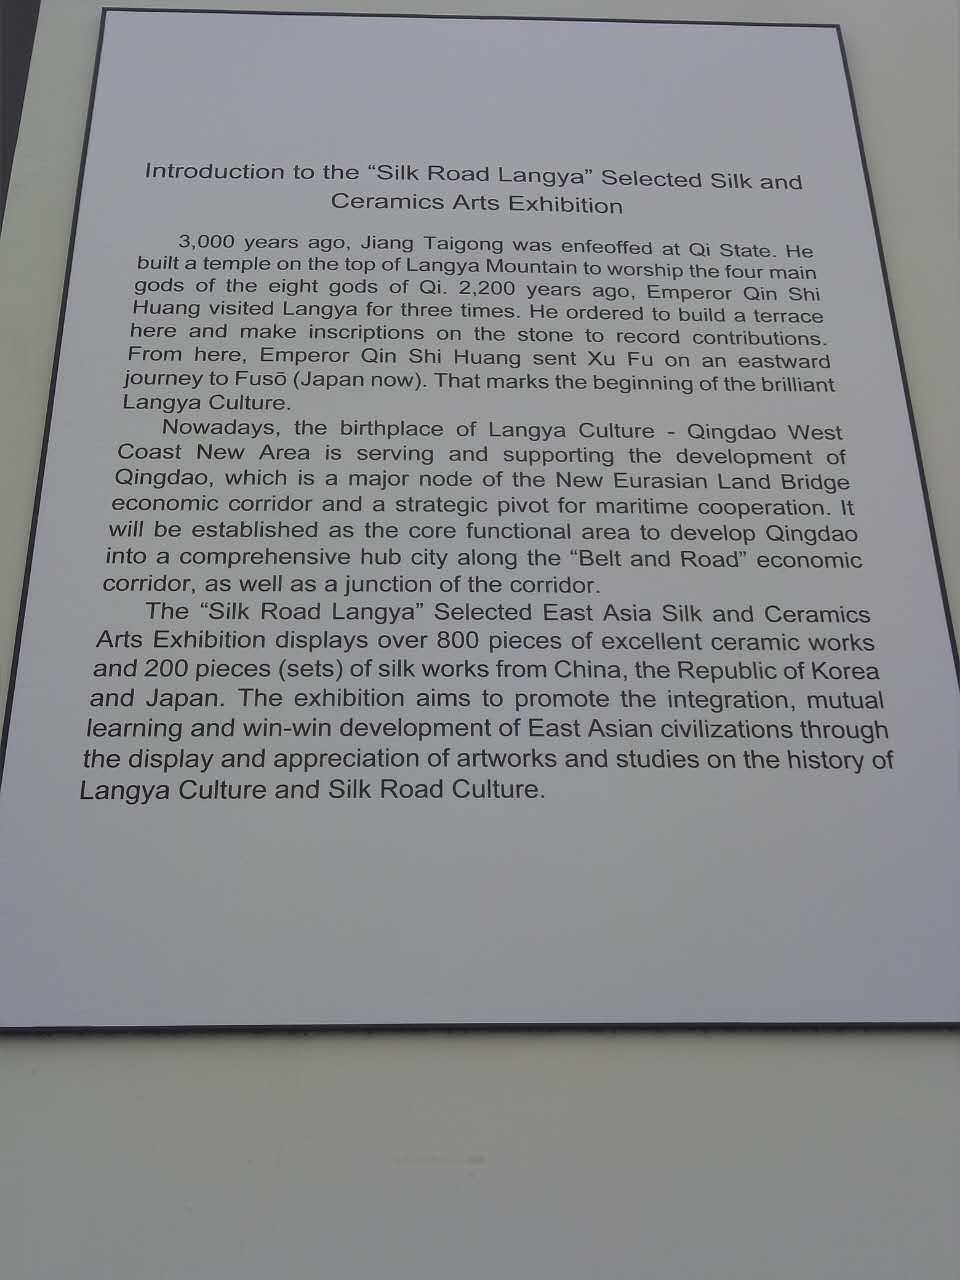 Introduction to the “Silk Road Langya” Selected Silk and
Ceramics Arts Exhibition
3,000 years ago, Jiang Taigong was enfeoffed at Qi State. He
built a temple on the top of Langya Mountain to worship the four main
gods of the eight gods of Qi. 2,200 years ago, Emperor Qin Shi
Huang visited Langya for three times. He ordered to build a terrace
here and make inscriptions on the stone to record contributions.
From here, Emperor Qin Shi Huang sent Xu Fu on an eastward
journey to Fusō (Japan now). That marks the beginning of the brilliant
Langya Culture.
Nowadays, the birthplace of Langya Culture - Qingdao West
Coast New Area is serving and supporting the development of
Qingdao, which is a major node of the New Eurasian Land Bridge
economic corridor and a strategic pivot for maritime cooperation. It
will be established as the core functional area to develop Qingdao
into a comprehensive hub city along the “Belt and Road” economic
corridor, as well as a junction of the corridor.
The “Silk Road Langya” Selected East Asia Silk and Ceramics
Arts Exhibition displays over 800 pieces of excellent ceramic works
and 200 pieces (sets) of silk works from China, the Republic of Korea
and Japan. The exhibition aims to promote the integration, mutual
learning and win-win development of East Asian civilizations through
the display and appreciation of artworks and studies on the history of
Langya Culture and Silk Road Culture.